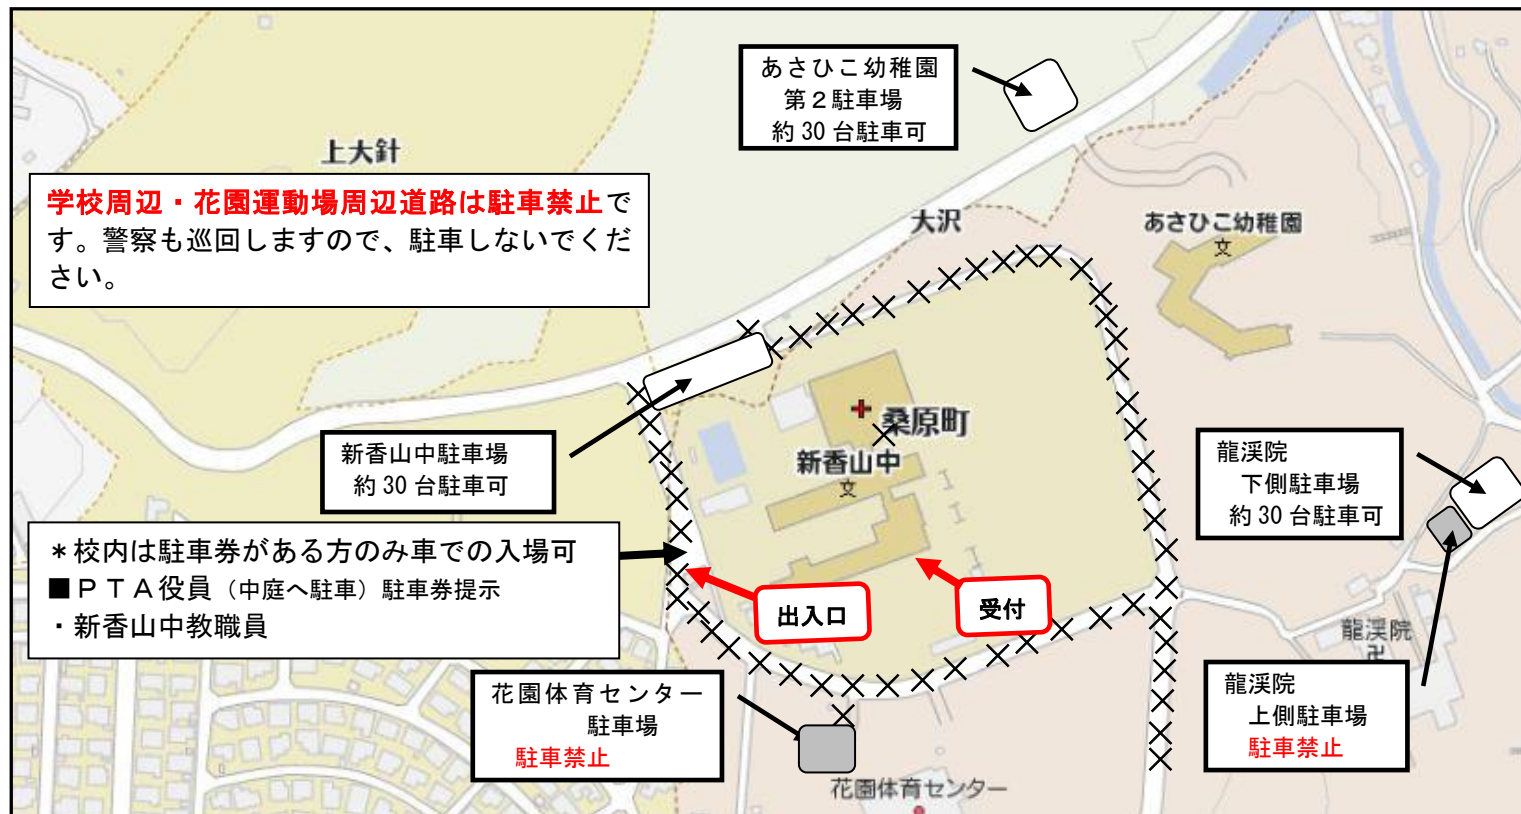 あさひこ幼稚園
第２駐車場
約30台駐車可
上大針
学校周辺・花園運動場周辺道路は駐車禁止で
す。警察も巡回しますので、駐車しないでくだ
さい。
大沢
あさひこ幼稚園
文
桑原町
新香山中
文
新香山中駐車場
約30台駐車可
龍渓院
下側駐車場
約30台駐車可
＊校内は駐車券がある方のみ車での入場可
■ＰＴＡ役員（中庭へ駐車）駐車券提示
・新香山中教職員
出入口
受付
龍渓院
卍
花園体育センター
駐車場
駐車禁止
龍渓院
上側駐車場
駐車禁止
花園体育センター